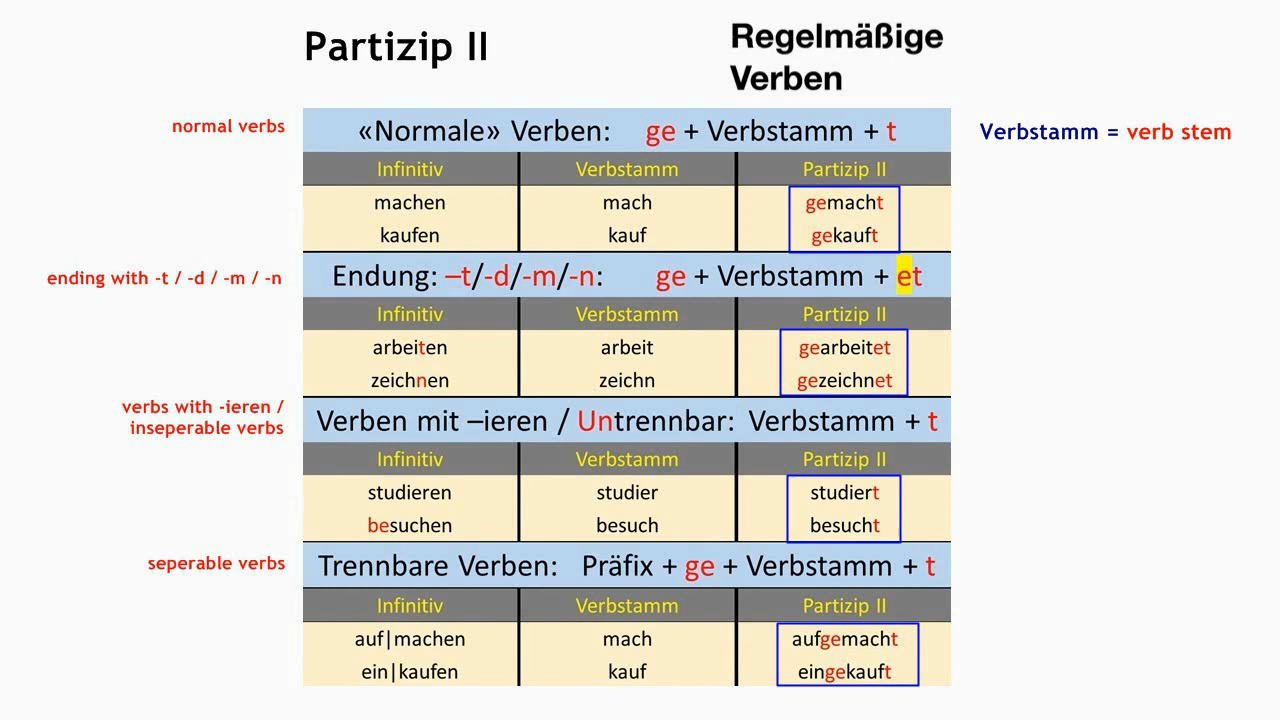 Partizip II
Regelmäßige
Verben
normal verbs
«Normale» Verben: ge + Verbstamm + t
Verbstamm = verb stem
Infinitiv Verbstamm Partizip II
machen mach gemacht
kaufen kauf gekauft
ending with -t / -d / -m / -n
Endung: –t/-d/-m/-n: ge + Verbstamm + et
Infinitiv Verbstamm Partizip II
arbeiten arbeit gearbeitet
zeichnen zeichn gezeichnet
verbs with -ieren /
inseperable verbs
Verben mit –ieren / Untrennbar: Verbstamm + t
Infinitiv Verbstamm Partizip II
studieren studier studiert
besuchen besuch besucht
seperable verbs
Trennbare Verben: Präfix + ge + Verbstamm + t
Infinitiv Verbstamm Partizip II
auf|machen mach aufgemacht
ein|kaufen kauf eingekauft